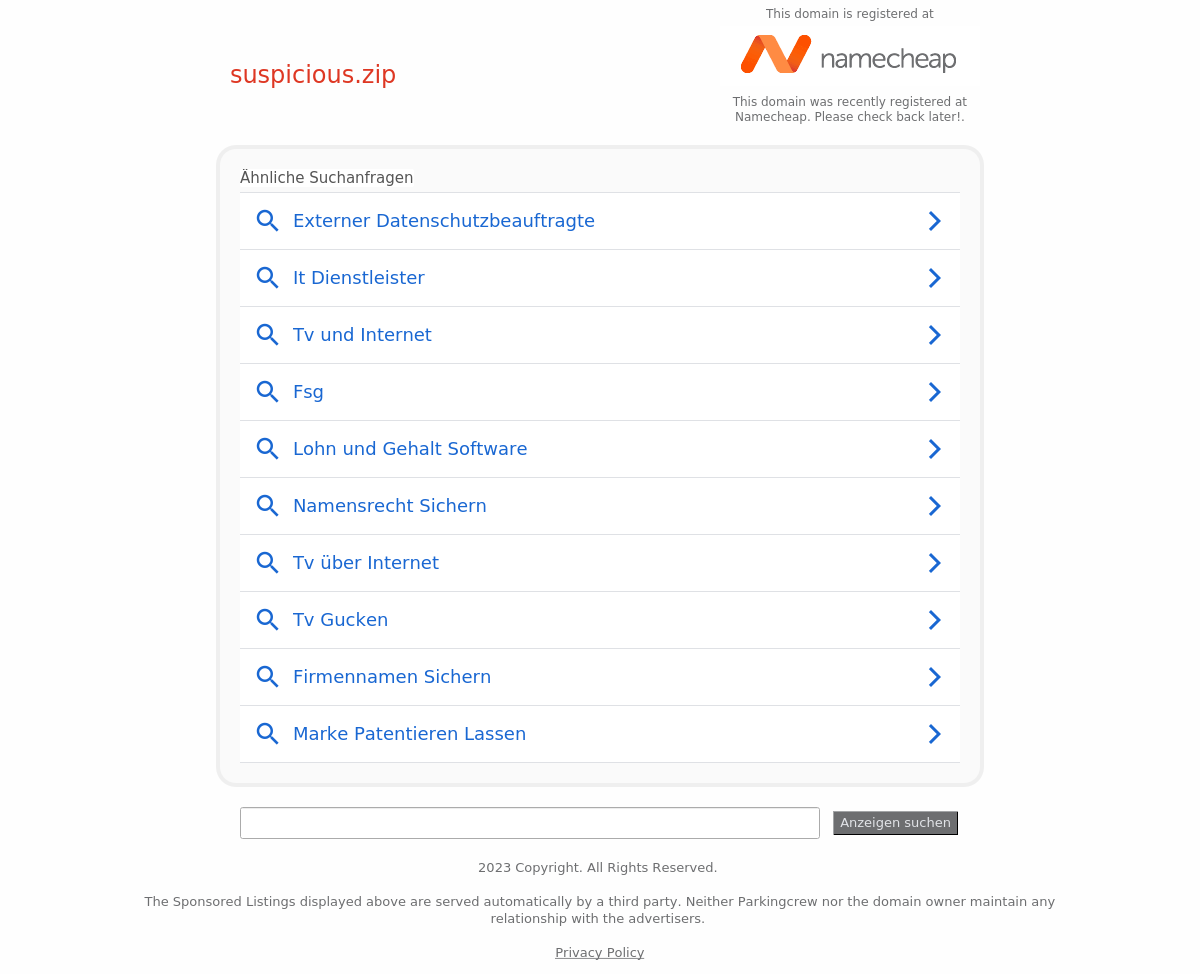 This domain is registered at
namecheap
suspicious.zip
This domain was recently registered at
Namecheap. Please check back later!.
Ähnliche Suchanfragen
Externer Datenschutzbeauftragte
It Dienstleister
Tv und Internet
Fsg
Lohn und Gehalt Software
Namensrecht Sichern
Tv über Internet
Tv Gucken
Firmennamen Sichern
Marke Patentieren Lassen
Anzeigen suchen
2023 Copyright. All Rights Reserved.
The Sponsored Listings displayed above are served automatically by a third party. Neither Parkingcrew nor the domain owner maintain any
relationship with the advertisers.
Privacy Policy